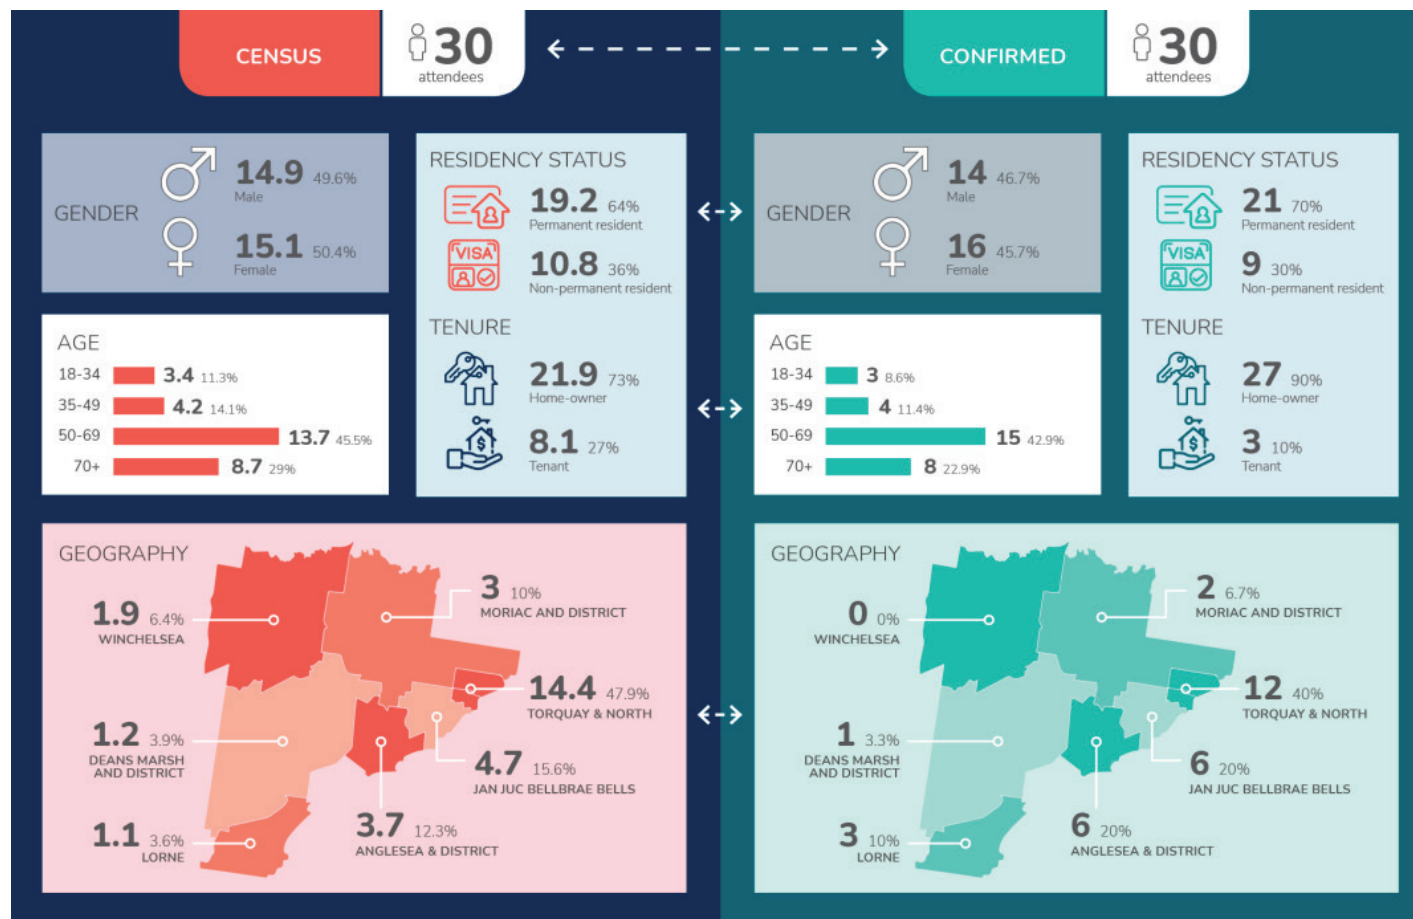 CENSUS
30
attendees
CONFIRMED
30
attendees
GENDER
14.9 49.6%
Male
15.1 50.4%
Female
RESIDENCY STATUS
19.2 64%
Permanent resident
VISA
10.8 36%
Non-permanent resident
TENURE
21.9 73%
Home-owner
$
8.1 27%
Tenant
AGE
18-34 3.4 11.3%
35-49 4.2 14.1%
50-69 13.7 45.5%
70+ 8.7 29%
GEOGRAPHY
1.9 6.4%
WINCHELSEA
3 10%
MORIAC AND DISTRICT
14.4 47.9%
TORQUAY & NORTH
1.2 3.9%
DEANS MARSH
AND DISTRICT
4.7 15.6%
JAN JUC BELLBRAE BELLS
3.7 12.3%
ANGLESEA & DISTRICT
1.1 3.6%
LORNE
GENDER
14 46.7%
Male
16 45.7%
Female
RESIDENCY STATUS
21 70%
Permanent resident
VISA
9 30%
Non-permanent resident
TENURE
27 90%
Home-owner
$
3 10%
Tenant
AGE
18-34 3 8.6%
35-49 4 11.4%
50-69 15 42.9%
70+ 8 22.9%
GEOGRAPHY
0 0%
WINCHELSEA
2 6.7%
MORIAC AND DISTRICT
12 40%
TORQUAY & NORTH
1 3.3%
DEANS MARSH
AND DISTRICT
6 20%
JAN JUC BELLBRAE BELLS
6 20%
ANGLESEA & DISTRICT
3 10%
LORNE